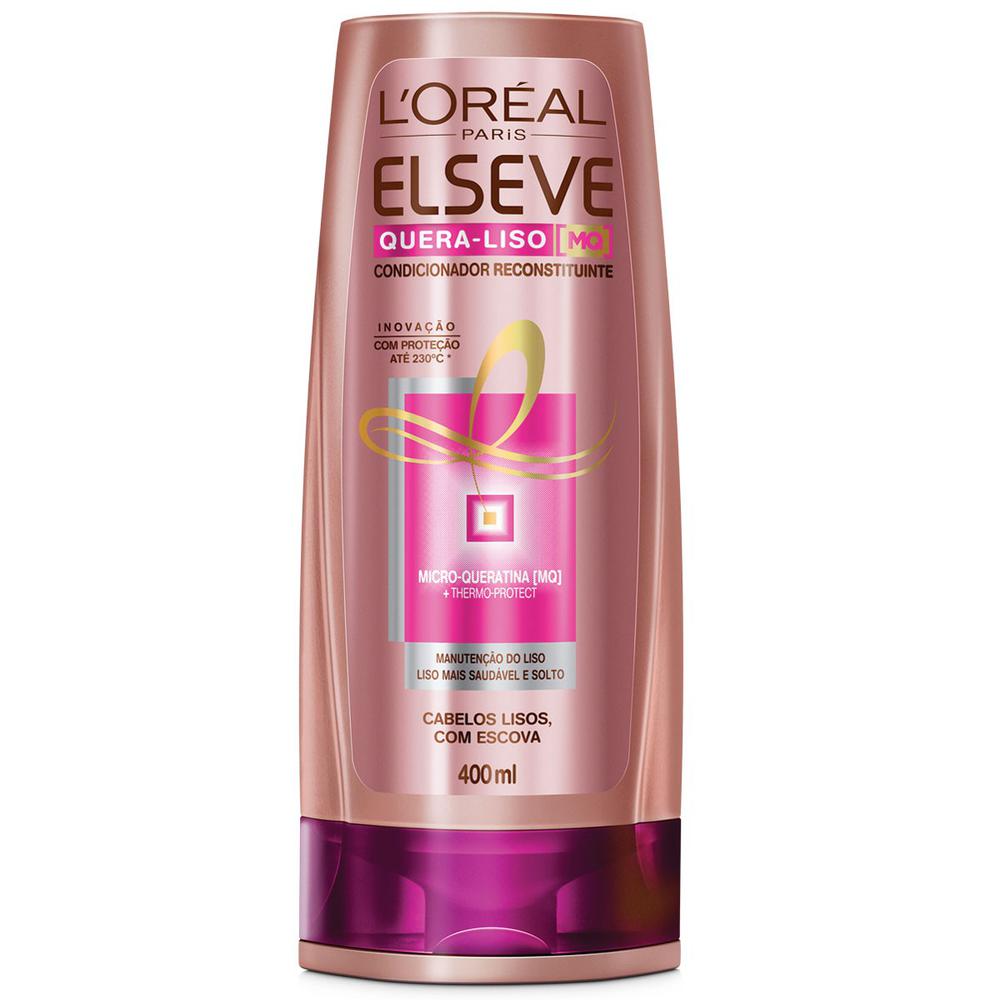 L'ORÉAL
PARIS
ELSEVE
QUERA-LISO [MQ]
CONDICIONADOR RECONSTITUINTE
INOVAÇÃO
COM PROTEÇÃO
ATÉ 230ºC *
MICRO-QUERATINA [MQ]
+ THERMO-PROTECT
MANUTENÇÃO DO LISO
LISO MAIS SAUDÁVEL E SOLTO
CABELOS LISOS,
COM ESCOVA
400ml